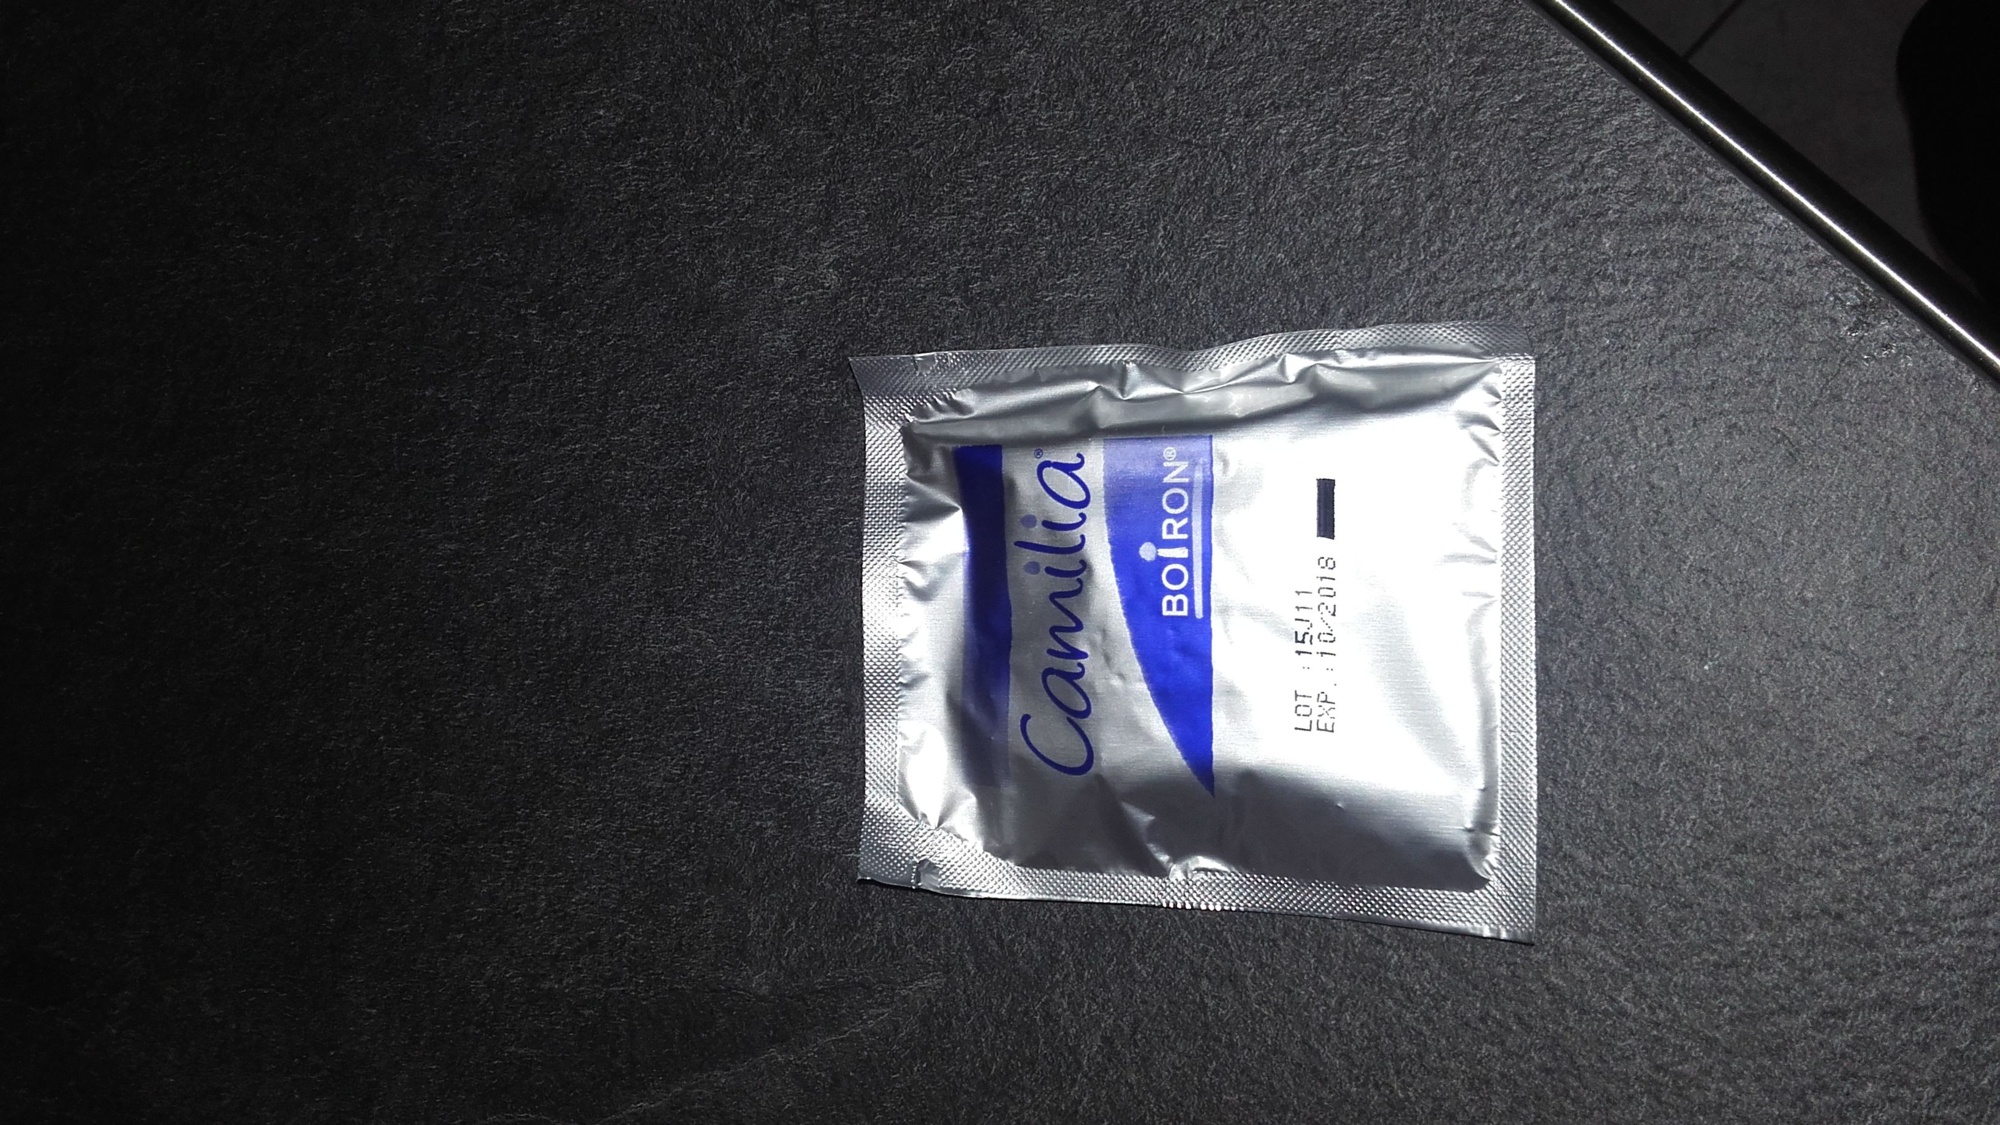 Camilia®
BOIRON®
LOT : 15J11
EXP. : 10/2018